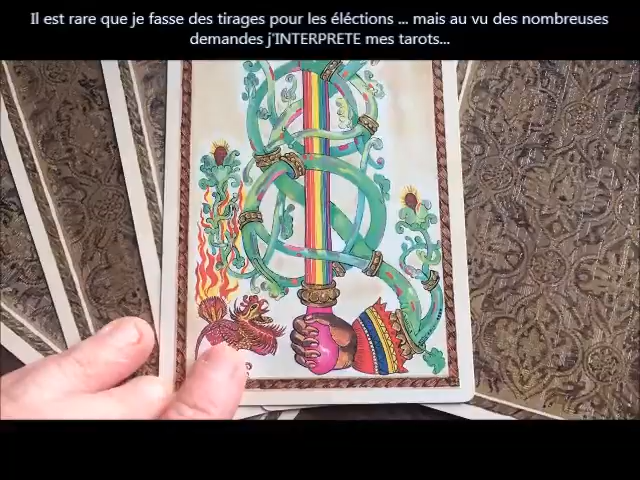 Il est rare que je fasse des tirages pour les éléctions ... mais au vu des nombreuses
demandes j'INTERPRETE mes tarots...